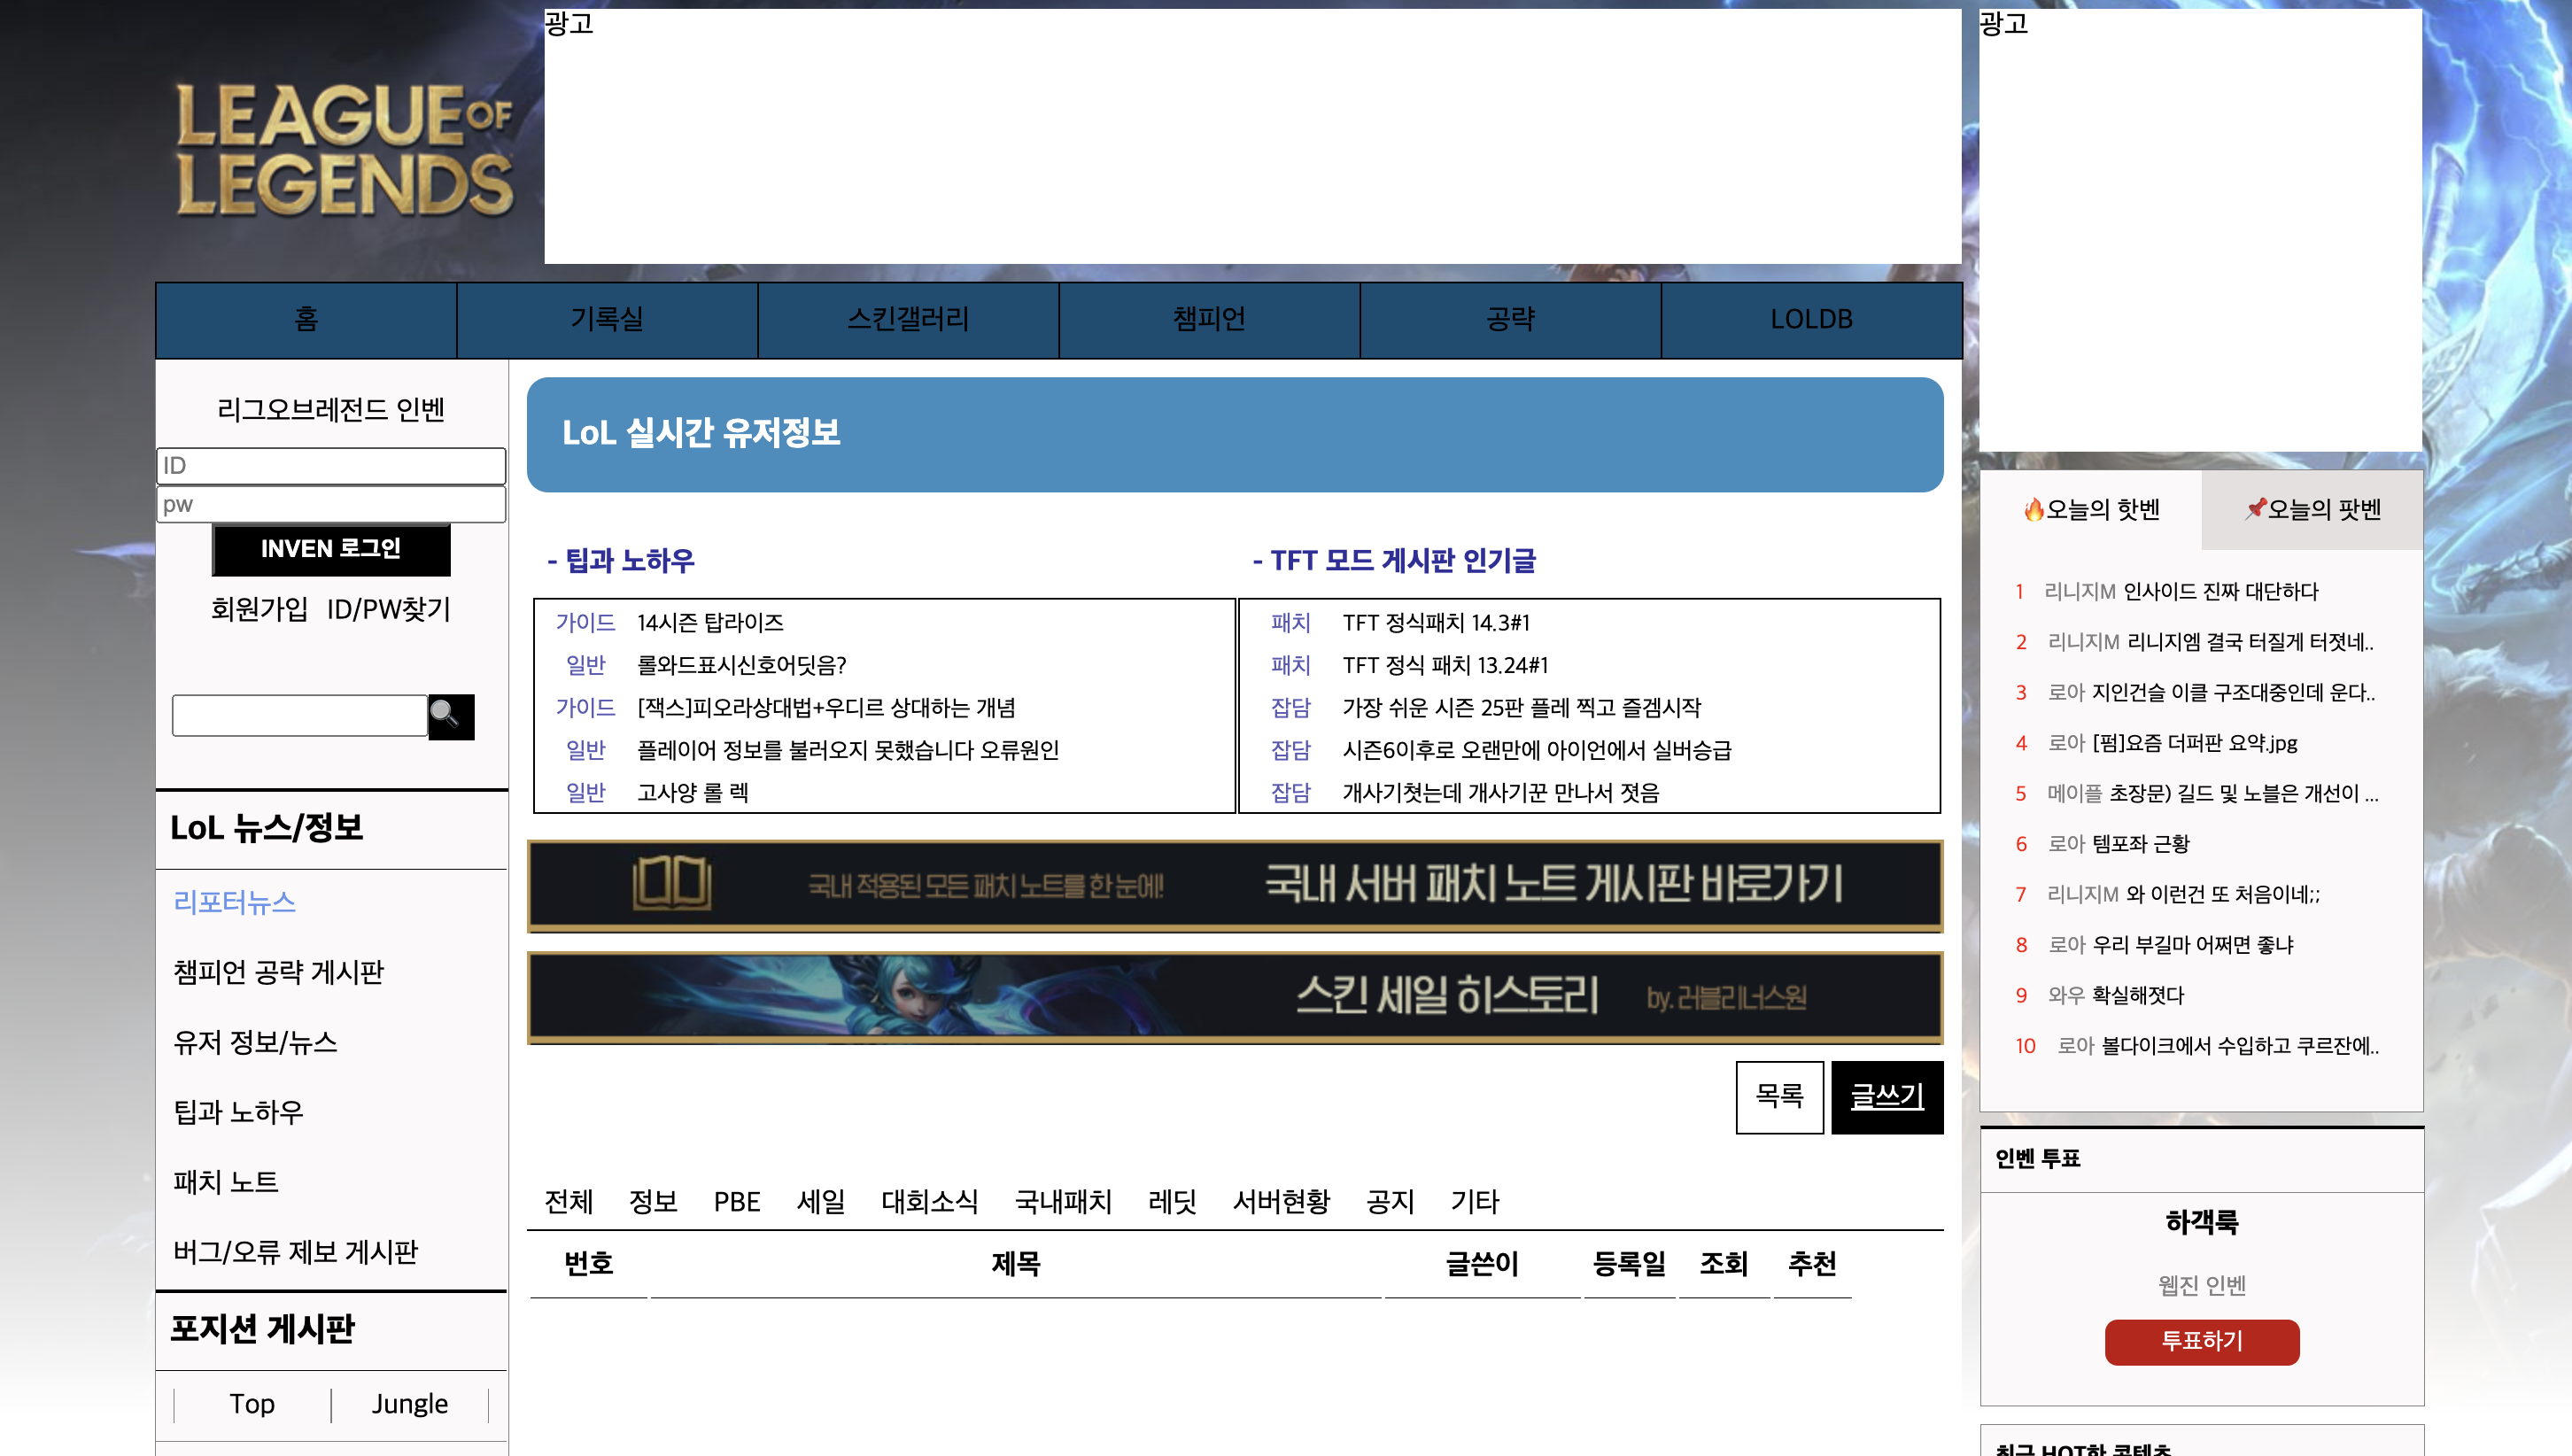 광고
광고
LEAGUE OF
LEGENDS
홈 기록실 스킨갤러리 챔피언 공략 LOLDB
리그오브레전드 인벤
ID
pw
INVEN 로그인
회원가입 ID/PW찾기
LoL 뉴스/정보
리포터뉴스
챔피언 공략 게시판
유저 정보/뉴스
팁과 노하우
패치 노트
버그/오류 제보 게시판
포지션 게시판
Top Jungle
LoL 실시간 유저정보
- 팁과 노하우
가이드 14시즌 탑라이즈
일반 롤와드표시신호어딧음?
가이드 [잭스]피오라상대법+우디르 상대하는 개념
일반 플레이어 정보를 불러오지 못했습니다 오류원인
일반 고사양 롤 렉
- TFT 모드 게시판 인기글
패치 TFT 정식패치 14.3#1
패치 TFT 정식 패치 13.24#1
잡담 가장 쉬운 시즌 25판 플레 찍고 즐겜시작
잡담 시즌6이후로 오랜만에 아이언에서 실버승급
잡담 개사기쳣는데 개사기꾼 만나서 졋음
국내 적용된 모든 패치 노트를 한 눈에! 국내 서버 패치 노트 게시판 바로가기
스킨 세일 히스토리 by. 러블리너스원
목록 글쓰기
전체 정보 PBE 세일 대회소식 국내패치 레딧 서버현황 공지 기타
번호 제목 글쓴이 등록일 조회 추천
🔥오늘의 핫벤 📌오늘의 팟벤
1 리니지M 인사이드 진짜 대단하다
2 리니지M 리니지엠 결국 터질게 터졋네..
3 로아 지인건슬 이클 구조대중인데 운다..
4 로아 [펌]요즘 더퍼판 요약.jpg
5 메이플 초장문) 길드 및 노블은 개선이 ...
6 로아 템포좌 근황
7 리니지M 와 이런건 또 처음이네;;
8 로아 우리 부길마 어쩌면 좋냐
9 와우 확실해졋다
10 로아 볼다이크에서 수입하고 쿠르잔에..
인벤 투표
하객룩
웹진 인벤
투표하기
최근 HOT한 콘텐츠